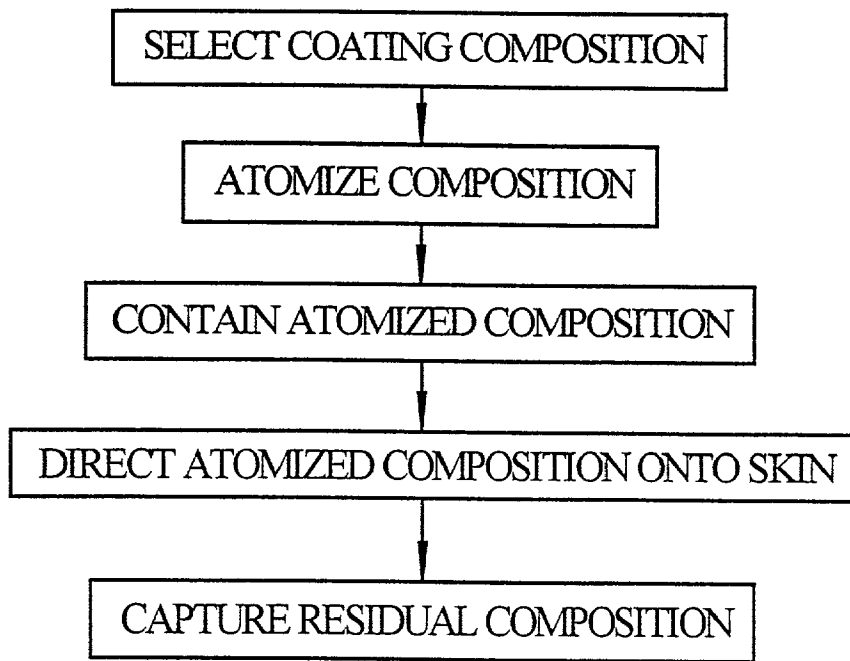 SELECT COATING COMPOSITION
ATOMIZE COMPOSITION
CONTAIN ATOMIZED COMPOSITION
DIRECT ATOMIZED COMPOSITION ONTO SKIN
CAPTURE RESIDUAL COMPOSITION